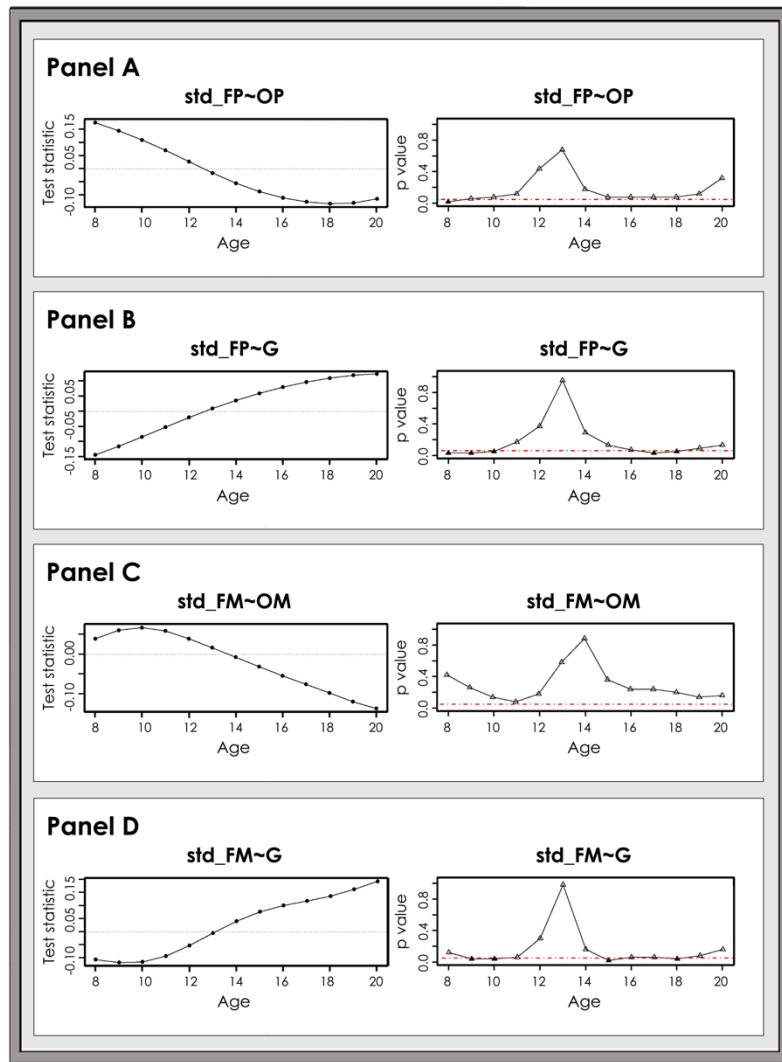 Panel A
std_FP~OP
Test statistic
-0.10 0.05 0.15
8 10 12 14 16 18 20
Age
std_FP~OP
p value
0.0 0.4 0.8
8 10 12 14 16 18 20
Age
Panel B
std_FP~G
Test statistic
-0.15 -0.05 0.05
8 10 12 14 16 18 20
Age
std_FP~G
p value
0.0 0.4 0.8
8 10 12 14 16 18 20
Age
Panel C
std_FM~OM
Test statistic
-0.10 0.00
8 10 12 14 16 18 20
Age
std_FM~OM
p value
0.0 0.4 0.8
8 10 12 14 16 18 20
Age
Panel D
std_FM~G
Test statistic
-0.10 0.05 0.15
8 10 12 14 16 18 20
Age
std_FM~G
p value
0.0 0.4 0.8
8 10 12 14 16 18 20
Age